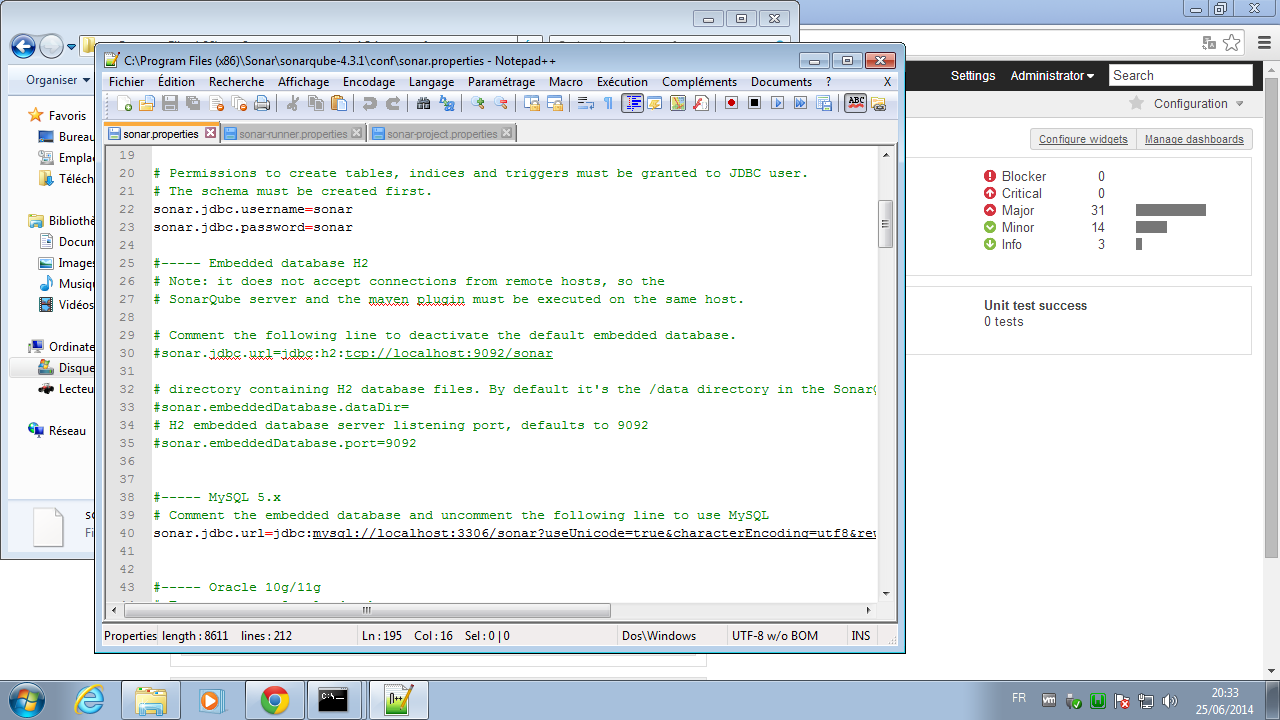 C:\Program Files (x86)\Sonar\sonarqube-4.3.1\conf\sonar.properties - Notepad++
Fichier Édition Recherche Affichage Encodage Langage Paramétrage Macro Exécution Compléments Documents ? X
sonar.properties sonar-runner.properties sonar-project.properties
19
20 # Permissions to create tables, indices and triggers must be granted to JDBC user.
21 # The schema must be created first.
22 sonar.jdbc.username=sonar
23 sonar.jdbc.password=sonar
24
25 #----- Embedded database H2
26 # Note: it does not accept connections from remote hosts, so the
27 # SonarQube server and the maven plugin must be executed on the same host.
28
29 # Comment the following line to deactivate the default embedded database.
30 #sonar.jdbc.url=jdbc:h2:tcp://localhost:9092/sonar
31
32 # directory containing H2 database files. By default it's the /data directory in the Sonar
33 #sonar.embeddedDatabase.dataDir=
34 # H2 embedded database server listening port, defaults to 9092
35 #sonar.embeddedDatabase.port=9092
36
37
38 #----- MySQL 5.x
39 # Comment the embedded database and uncomment the following line to use MySQL
40 sonar.jdbc.url=jdbc:mysql://localhost:3306/sonar?useUnicode=true&characterEncoding=utf8&rew
41
42
43 #----- Oracle 10g/11g
Properties length : 8611 lines : 212 Ln : 195 Col : 16 Sel : 0 | 0 Dos\Windows UTF-8 w/o BOM INS
Organiser
Favoris
Bureau
Emplac
Téléch
Biblioth
Docum
Images
Musiqu
Vidéos
Ordinate
Disque
Lecteu
Réseau
Settings Administrator Search
Configuration
Configure widgets Manage dashboards
Blocker 0
Critical 0
Major 31
Minor 14
Info 3
Unit test success
0 tests
FR 20:33
25/06/2014